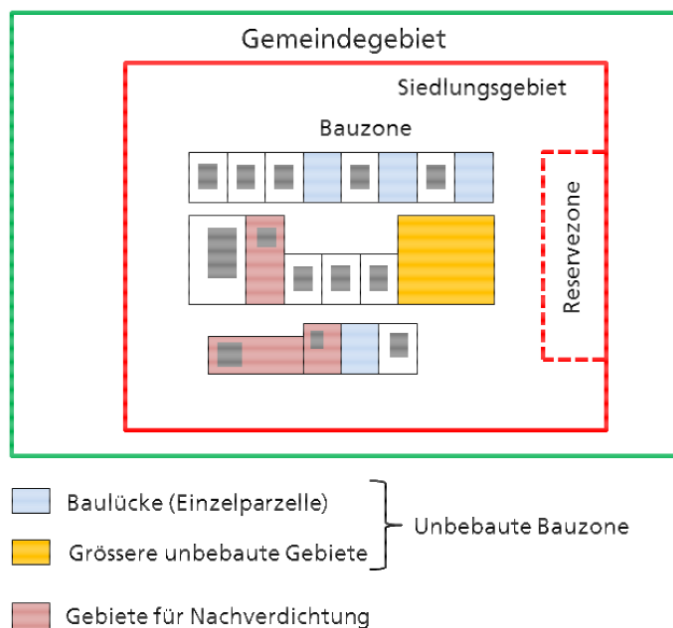 Gemeindegebiet
Siedlungsgebiet
Bauzone
Reservezone
Baulücke (Einzelparzelle)
Unbebaute Bauzone
Grössere unbebaute Gebiete
Gebiete für Nachverdichtung